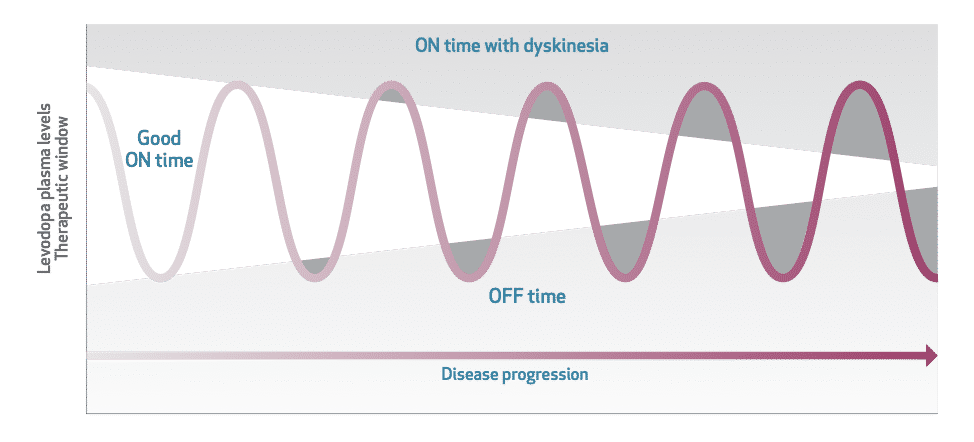 ON time with dyskinesia
Good
ON time
Levodopa plasma levels
Therapeutic window
OFF time
Disease progression